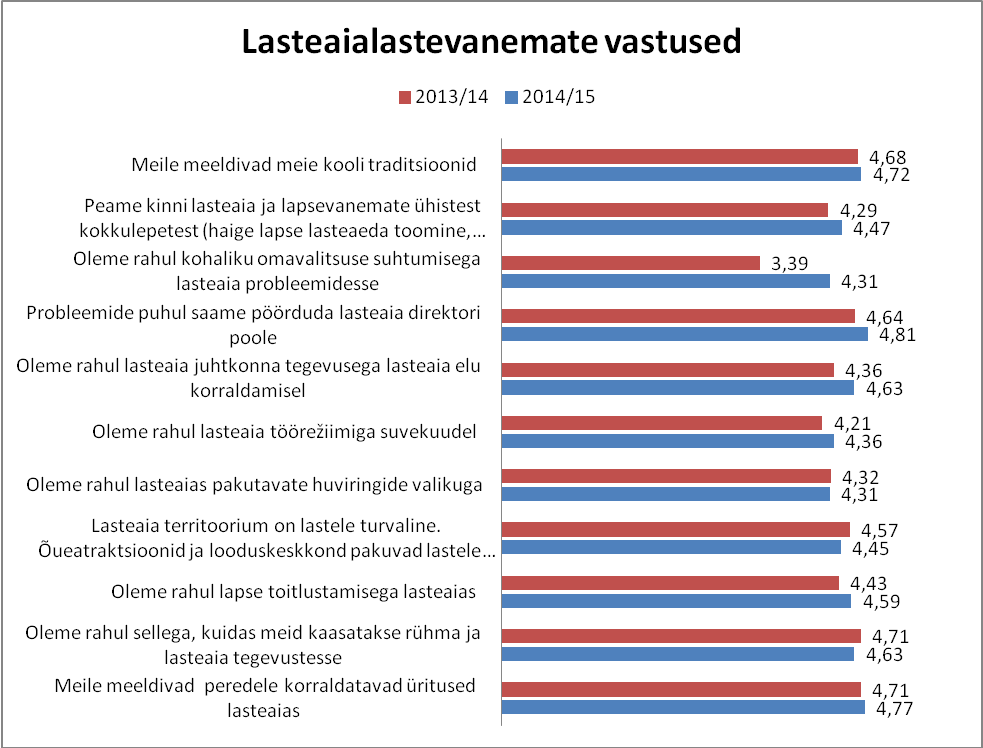 Lasteaialastevanemate vastused
2013/14 2014/15
Meile meeldivad meie kooli traditsioonid
4,68
4,72
Peame kinni lasteaia ja lapsevanemate ühistest
kokkulepetest (haige lapse lasteaeda toomine,...
4,29
4,47
Oleme rahul kohaliku omavalitsuse suhtumisega
lasteaia probleemidesse
3,39
4,31
Probleemide puhul saame pöörduda lasteaia direktori
poole
4,64
4,81
Oleme rahul lasteaia juhtkonna tegevusega lasteaia elu
korraldamisel
4,36
4,63
Oleme rahul lasteaia töörežiimiga suvekuudel
4,21
4,36
Oleme rahul lasteaias pakutavate huviringide valikuga
4,32
4,31
Lasteaia territoorium on lastele turvaline.
Õueatraktsioonid ja looduskeskkond pakuvad lastele...
4,57
4,45
Oleme rahul lapse toitlustamisega lasteaias
4,43
4,59
Oleme rahul sellega, kuidas meid kaasatakse rühma ja
lasteaia tegevustesse
4,71
4,63
Meile meeldivad  peredele korraldatavad üritused
lasteaias
4,71
4,77